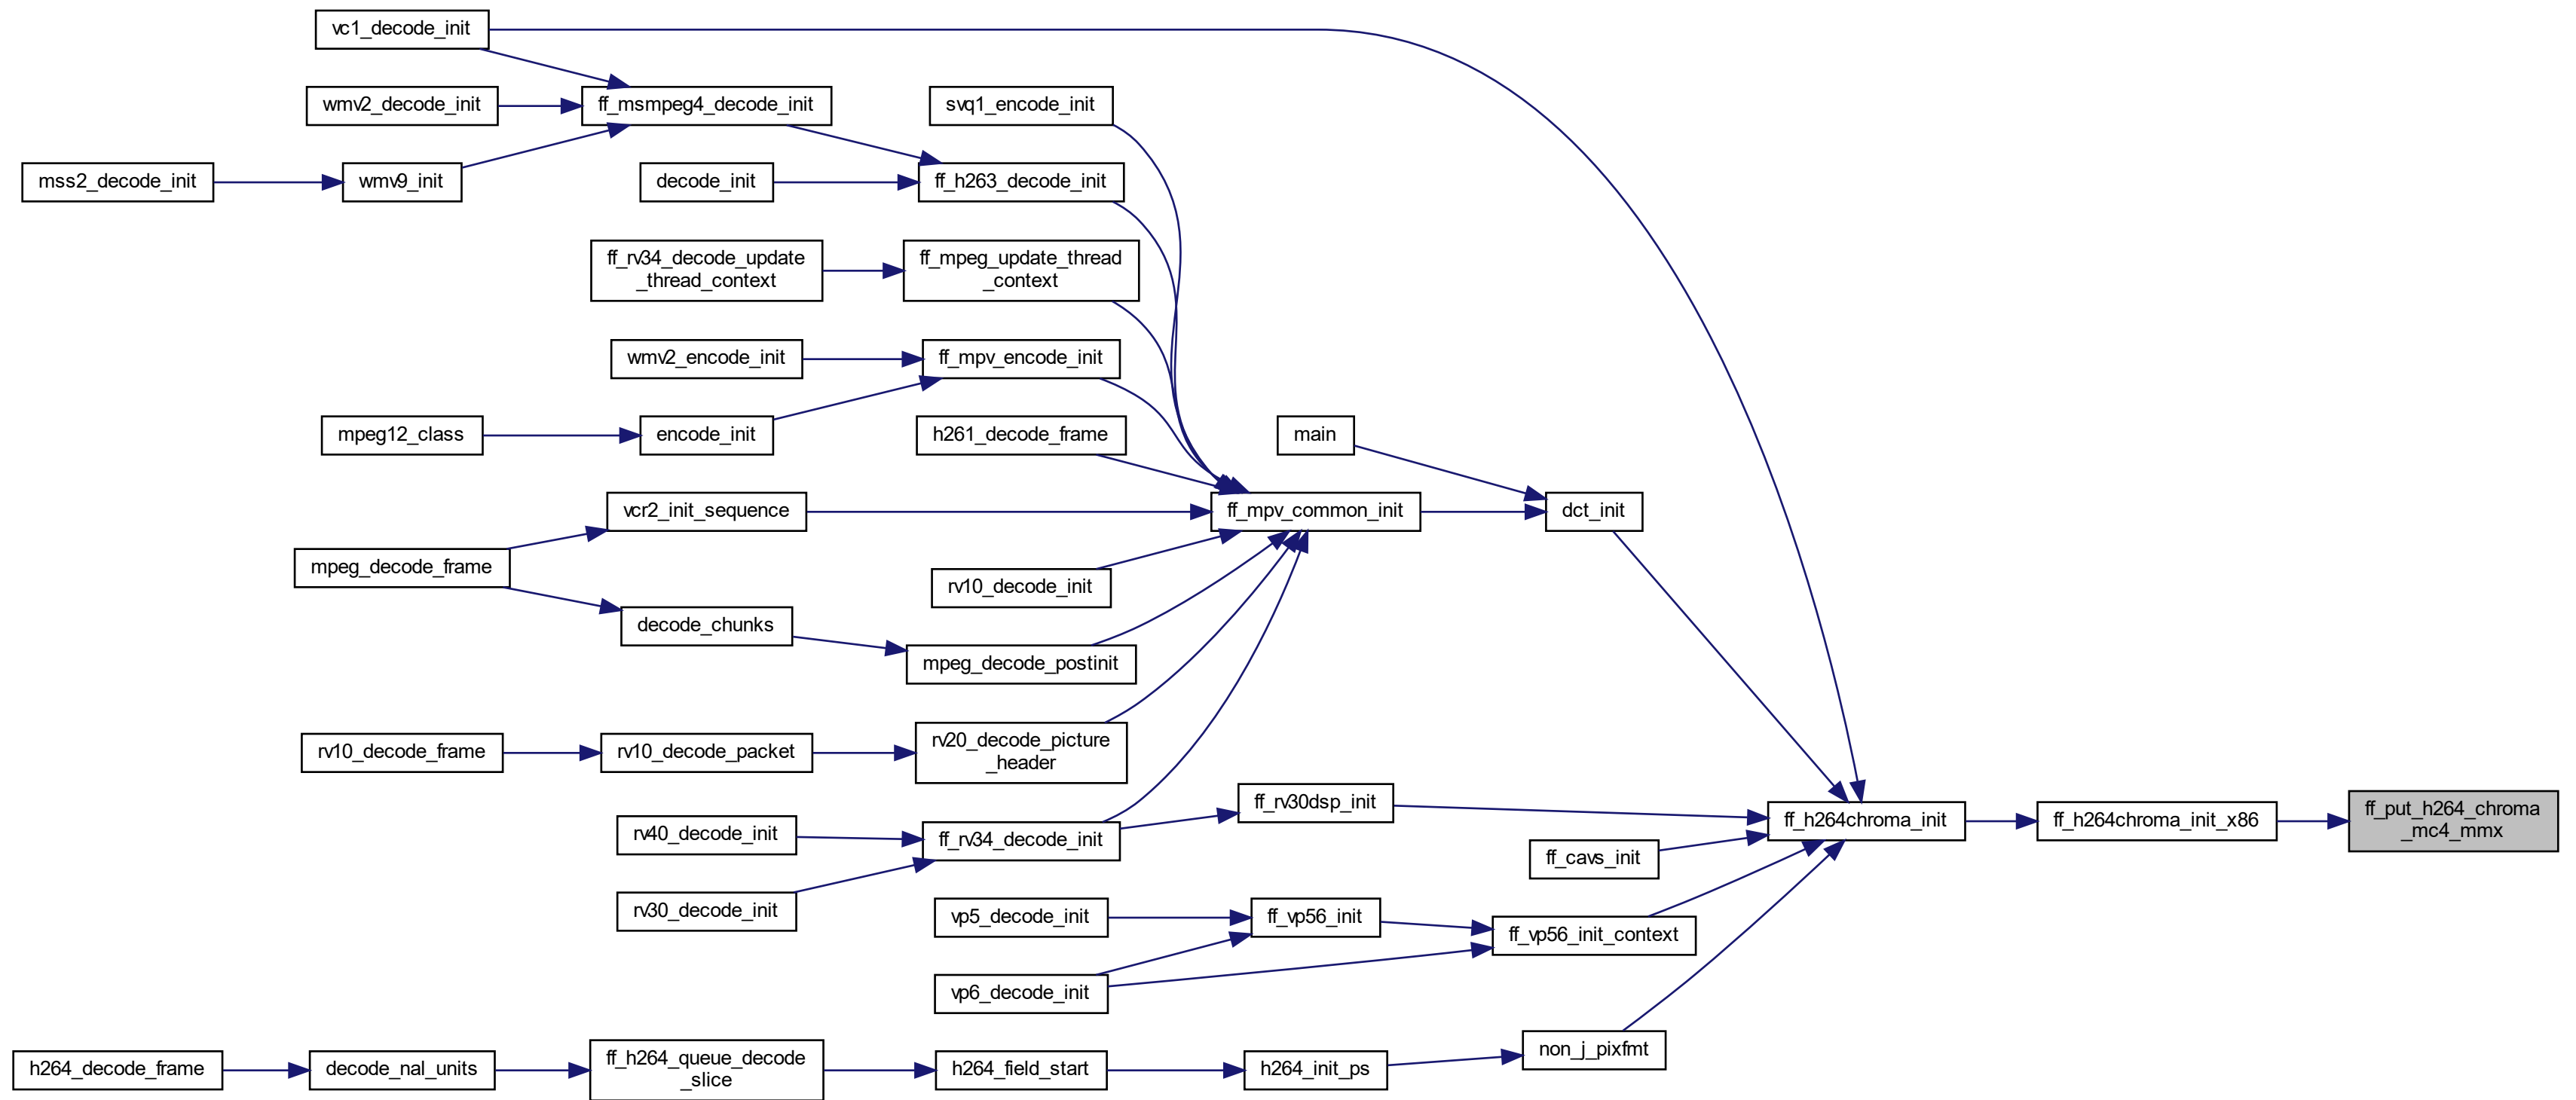 vc1_decode_init
wmv2_decode_init
ff_msmpeg4_decode_init
svq1_encode_init
mss2_decode_init
wmv9_init
decode_init
ff_h263_decode_init
ff_rv34_decode_update
_thread_context
ff_mpeg_update_thread
_context
wmv2_encode_init
ff_mpv_encode_init
mpeg12_class
encode_init
h261_decode_frame
main
vcr2_init_sequence
ff_mpv_common_init
dct_init
mpeg_decode_frame
rv10_decode_init
decode_chunks
mpeg_decode_postinit
rv10_decode_frame
rv10_decode_packet
rv20_decode_picture
_header
ff_rv30dsp_init
rv40_decode_init
ff_rv34_decode_init
ff_h264chroma_init
ff_h264chroma_init_x86
ff_put_h264_chroma
_mc4_mmx
ff_cavs_init
rv30_decode_init
vp5_decode_init
ff_vp56_init
ff_vp56_init_context
vp6_decode_init
non_j_pixfmt
h264_decode_frame
decode_nal_units
ff_h264_queue_decode
_slice
h264_field_start
h264_init_ps